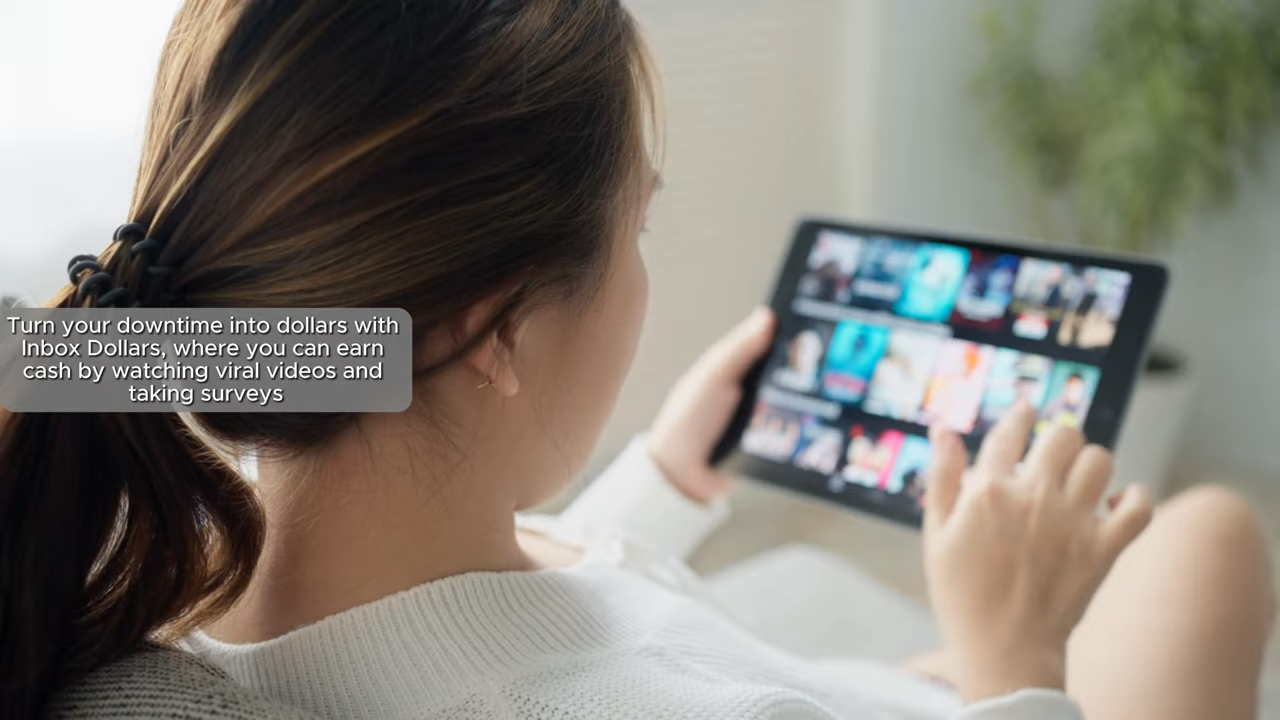 Turn your downtime into dollars with
Inbox Dollars, where you can earn
cash by watching viral videos and
taking surveys